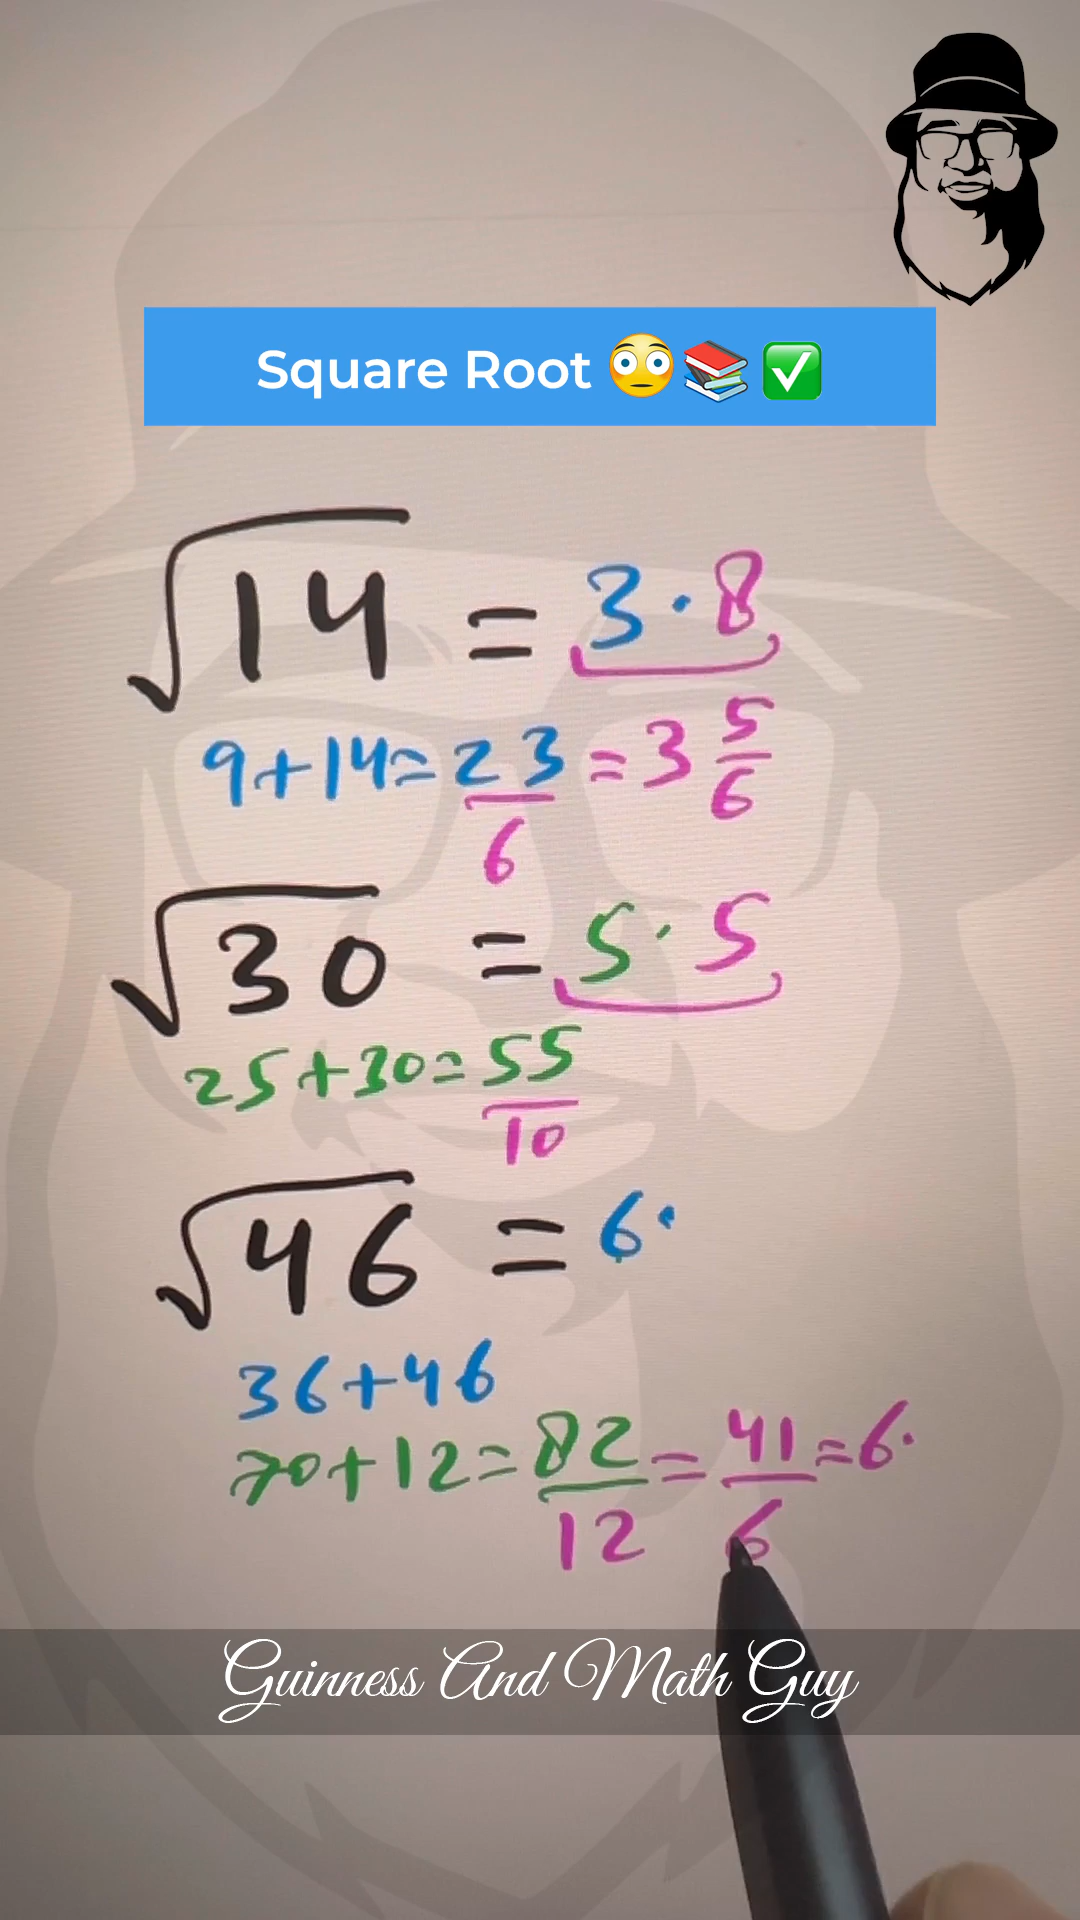 Square Root 😳📚✅
√14 = 3.8
9+14=23/6 = 3 5/6
√30 = 5.5
25+30=55/10
√46 = 6.
36+46
70+12=82/12=41/6=6.
Guinness And Math Guy